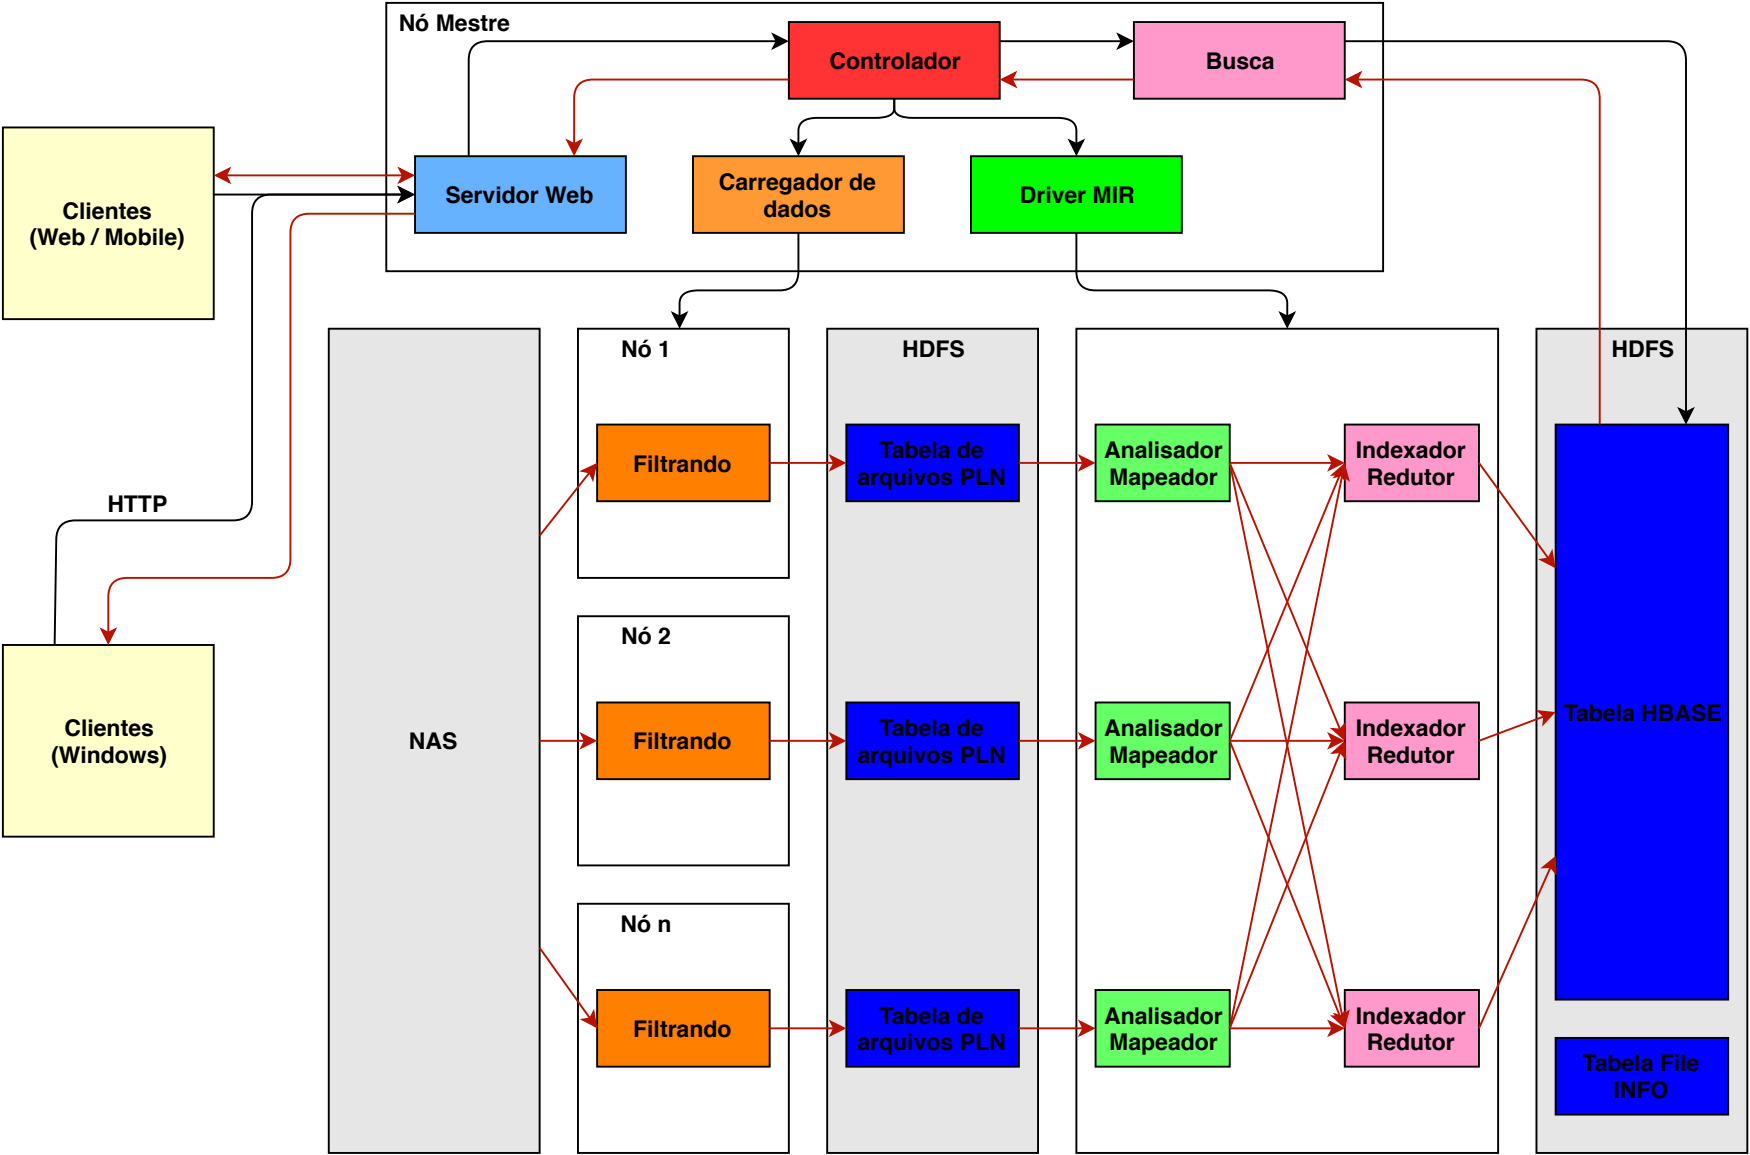 Nó Mestre
Controlador
Busca
Servidor Web
Carregador de
dados
Driver MIR
Clientes
(Web / Mobile)
HTTP
Clientes
(Windows)
NAS
Nó 1
Filtrando
Nó 2
Filtrando
Nó n
Filtrando
HDFS
Tabela de
arquivos PLN
Tabela de
arquivos PLN
Tabela de
arquivos PLN
Analisador
Mapeador
Indexador
Redutor
Analisador
Mapeador
Indexador
Redutor
Analisador
Mapeador
Indexador
Redutor
HDFS
Tabela HBASE
Tabela File
INFO